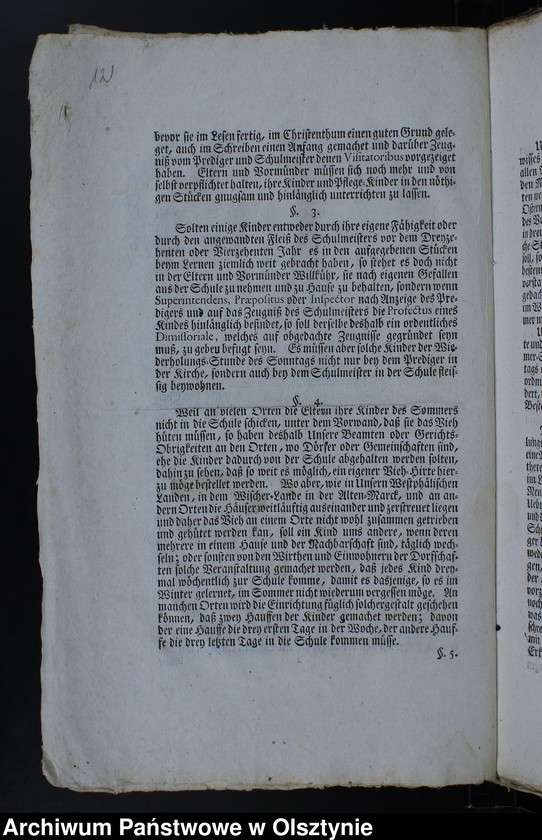 12
bevor sie im Lesen fertig, im Christenthum einen guten Grund gele-
get, auch im Schreiben einen Anfang gemachet und darüber Zeug-
niß vom Prediger und Schulmeister denen Visitatoribus vorgezeiget
haben. Eltern und Vormünder müssen sich noch mehr und von
selbst verpflichtet halten, ihre Kinder und Pflege-Kinder in den nöthi-
gen Stücken gnugsam und hinlänglich unterrichten zu lassen.
§. 3.
Solten einige Kinder entweder durch ihre eigene Fähigkeit oder
durch den angewandten Fleiß des Schulmeisters vor dem Dreyze-
henten oder Vierzehenten Jahr es in den aufgegebenen Stücken
beym Lernen ziemlich weit gebracht haben, so stehet es doch nicht
in der Eltern und Vormünder Willkühr, sie nach eigenen Gefallen
aus der Schule zu nehmen und zu Hause zu behalten, sondern wenn
Superintendens, Præpositus oder Inspector nach Anzeige des Pre-
digers und auf das Zeugniß des Schulmeisters die Profectus eines
Kindes hinlänglich befindet, so soll derselbe deshalb ein ordentliches
Dimissoriale, welches auf obgedachte Zeugnisse gegründet seyn
muß, zu geben befugt seyn. Es müssen aber solche Kinder der Wie-
derholungs-Stunde des Sonntags nicht nur bey dem Prediger in
der Kirche, sondern auch bey dem Schulmeister in der Schule fleis-
sig beywohnen.
§. 4.
Weil an vielen Orten die Eltern ihre Kinder des Sommers
nicht in die Schule schicken, unter dem Vorwand, daß sie das Vieh
hüten müssen, so haben deshalb Unsere Beamten oder Gerichts-
Obrigkeiten an den Orten, wo Dörfer oder Gemeinschaften sind,
ehe die Kinder dadurch von der Schule abgehalten werden solten,
dahin zu sehen, daß so weit es möglich, ein eigener Vieh-Hirte hier-
zu möge bestellet werden. Wo aber, wie in Unsern Westphälischen
Landen, in dem Wischer-Lande in der Alten-Marck, und an an-
dern Orten die Häuser weitläuftig auseinander und zerstreuet liegen
und daher das Vieh an einem Orte nicht wohl zusammen getrieben
und gehütet werden kan, soll ein Kind ums andre, wenn deren
mehrere in einem Hause und der Nachbarschaft sind, täglich wech-
seln; oder sonsten von den Wirthen und Einwohnern der Dorfschaf-
ten solche Veranstaltung gemachet werden, daß jedes Kind drey-
mal wöchentlich zur Schule komme, damit es dasjenige, so es im
Winter gelernet, im Sommer nicht wiederum vergessen möge. An
manchen Orten wird die Einrichtung füglich solchergestalt geschehen
können, daß zwey Hauffen der Kinder gemachet werden; davon
der eine Hauffe die drey ersten Tage in der Woche, der andere Hauf-
fe die drey letzten Tage in die Schule kommen müsse.
§. 5.
Archiwum Państwowe w Olsztynie